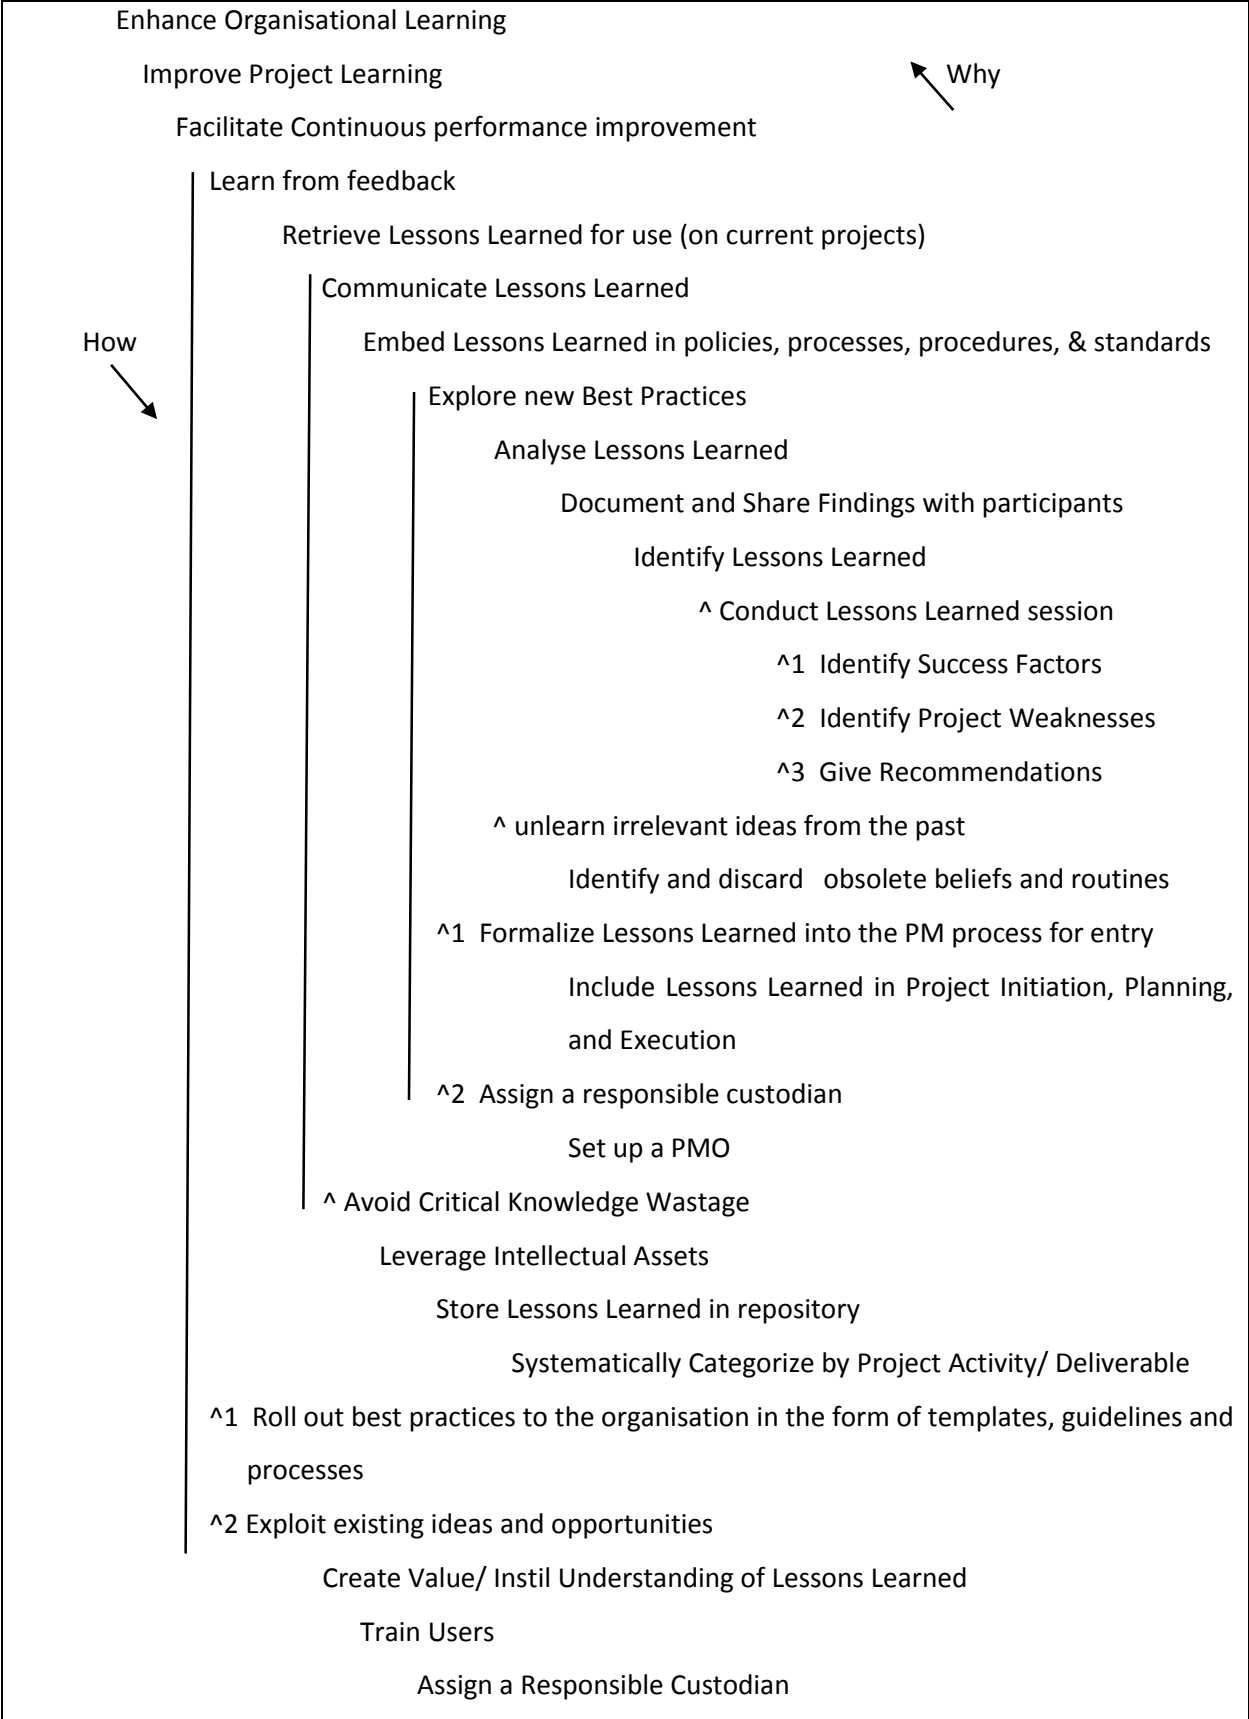 Enhance Organisational Learning
Improve Project Learning
Why
Facilitate Continuous performance improvement
Learn from feedback
Retrieve Lessons Learned for use (on current projects)
Communicate Lessons Learned
How
Embed Lessons Learned in policies, processes, procedures, & standards
Explore new Best Practices
Analyse Lessons Learned
Document and Share Findings with participants
Identify Lessons Learned
^ Conduct Lessons Learned session
^1 Identify Success Factors
^2 Identify Project Weaknesses
^3 Give Recommendations
^ unlearn irrelevant ideas from the past
Identify and discard obsolete beliefs and routines
^1 Formalize Lessons Learned into the PM process for entry
Include Lessons Learned in Project Initiation, Planning,
and Execution
^2 Assign a responsible custodian
Set up a PMO
^ Avoid Critical Knowledge Wastage
Leverage Intellectual Assets
Store Lessons Learned in repository
Systematically Categorize by Project Activity/ Deliverable
^1 Roll out best practices to the organisation in the form of templates, guidelines and
processes
^2 Exploit existing ideas and opportunities
Create Value/ Instil Understanding of Lessons Learned
Train Users
Assign a Responsible Custodian